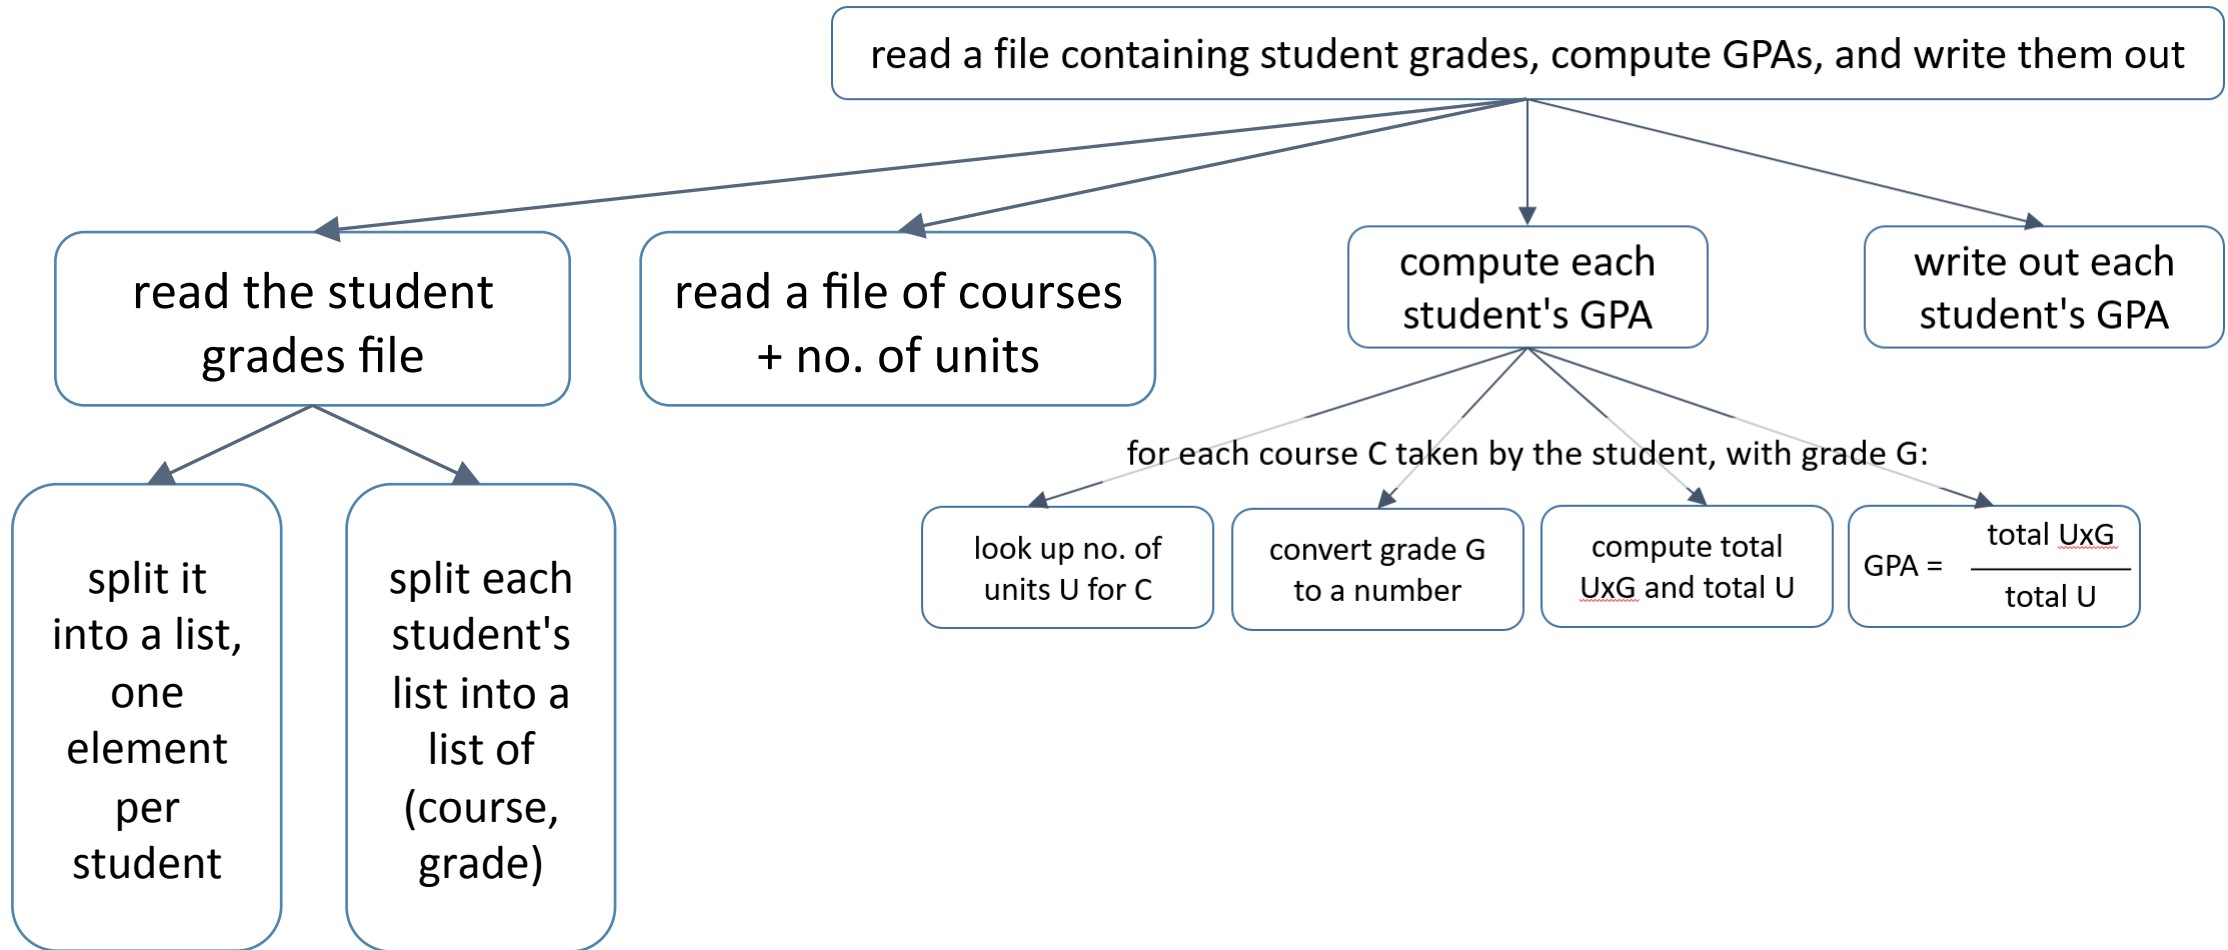 read a file containing student grades, compute GPAs, and write them out
read the student
grades file
read a file of courses
+ no. of units
compute each
student's GPA
write out each
student's GPA
split it
into a list,
one
element
per
student
split each
student's
list into a
list of
(course,
grade)
for each course C taken by the student, with grade G:
look up no. of
units U for C
convert grade G
to a number
compute total
UxG and total U
GPA =
total UxG
total U